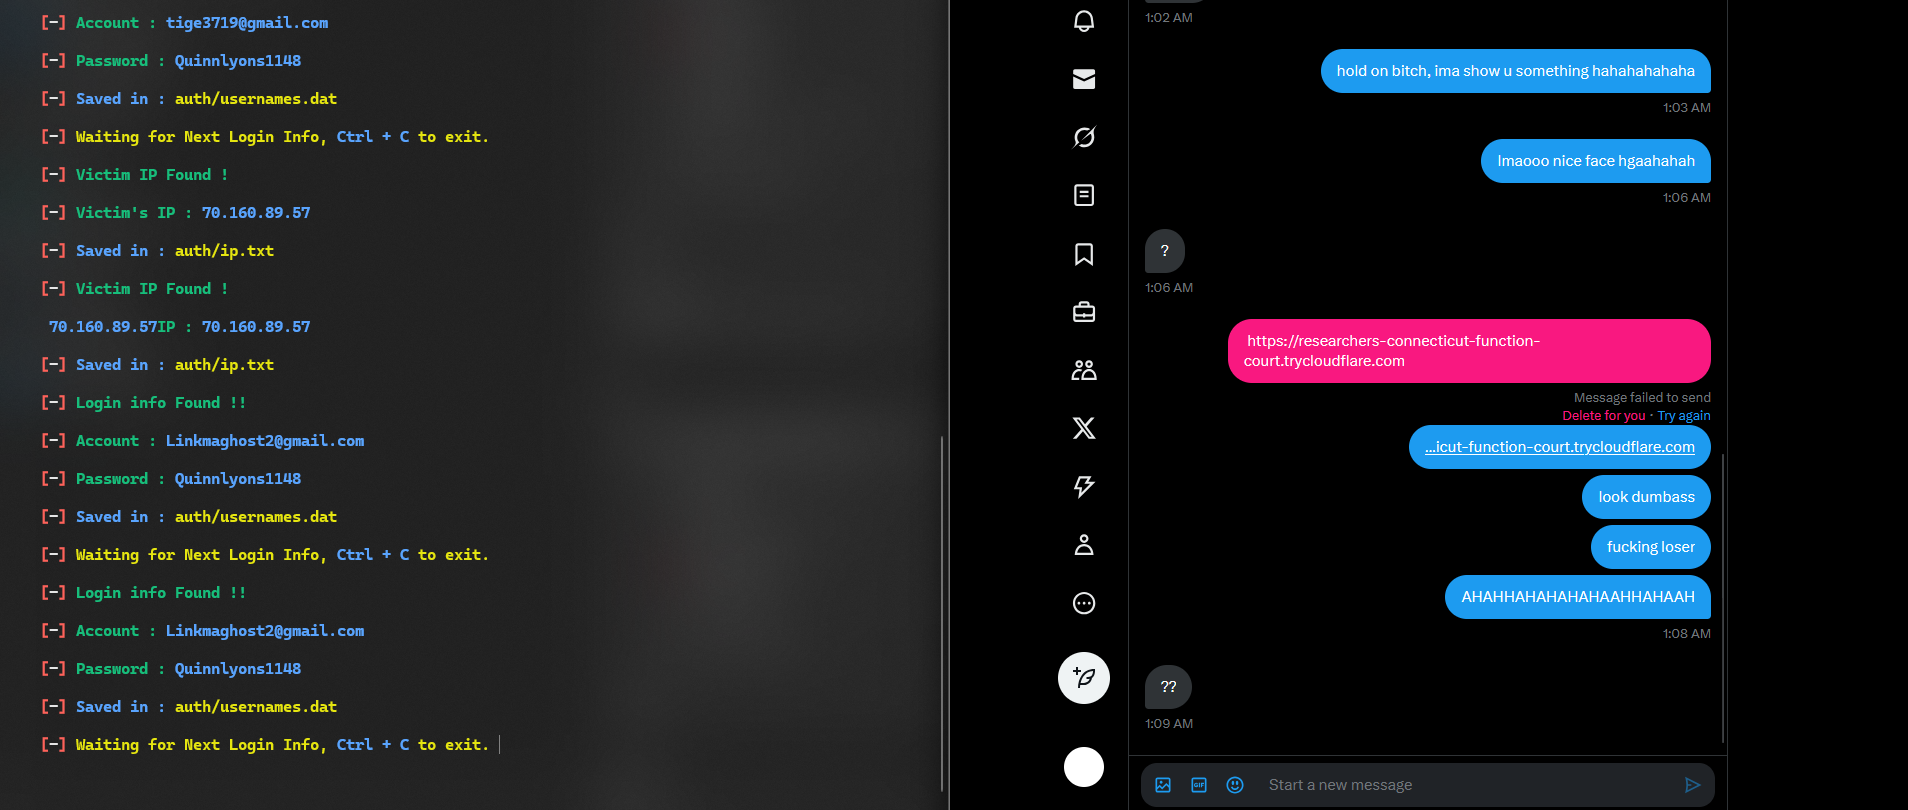 [-] Account : tige3719@gmail.com
[-] Password : Quinnlyons1148
[-] Saved in : auth/usernames.dat
[-] Waiting for Next Login Info, Ctrl + C to exit.
[-] Victim IP Found !
[-] Victim's IP : 70.160.89.57
[-] Saved in : auth/ip.txt
[-] Victim IP Found !
70.160.89.57IP : 70.160.89.57
[-] Saved in : auth/ip.txt
[-] Login info Found !!
[-] Account : Linkmaghost2@gmail.com
[-] Password : Quinnlyons1148
[-] Saved in : auth/usernames.dat
[-] Waiting for Next Login Info, Ctrl + C to exit.
[-] Login info Found !!
[-] Account : Linkmaghost2@gmail.com
[-] Password : Quinnlyons1148
[-] Saved in : auth/usernames.dat
[-] Waiting for Next Login Info, Ctrl + C to exit.
1:02 AM
hold on bitch, ima show u something hahahahahaha
1:03 AM
lmaooo nice face hgaahahah
1:06 AM
?
1:06 AM
https://researchers-connecticut-function-
court.trycloudflare.com
Message failed to send
Delete for you · Try again
...icut-function-court.trycloudflare.com
look dumbass
fucking loser
AHAHHAHAHAHAHAAHHAHAAH
1:08 AM
??
1:09 AM
GIF
Start a new message